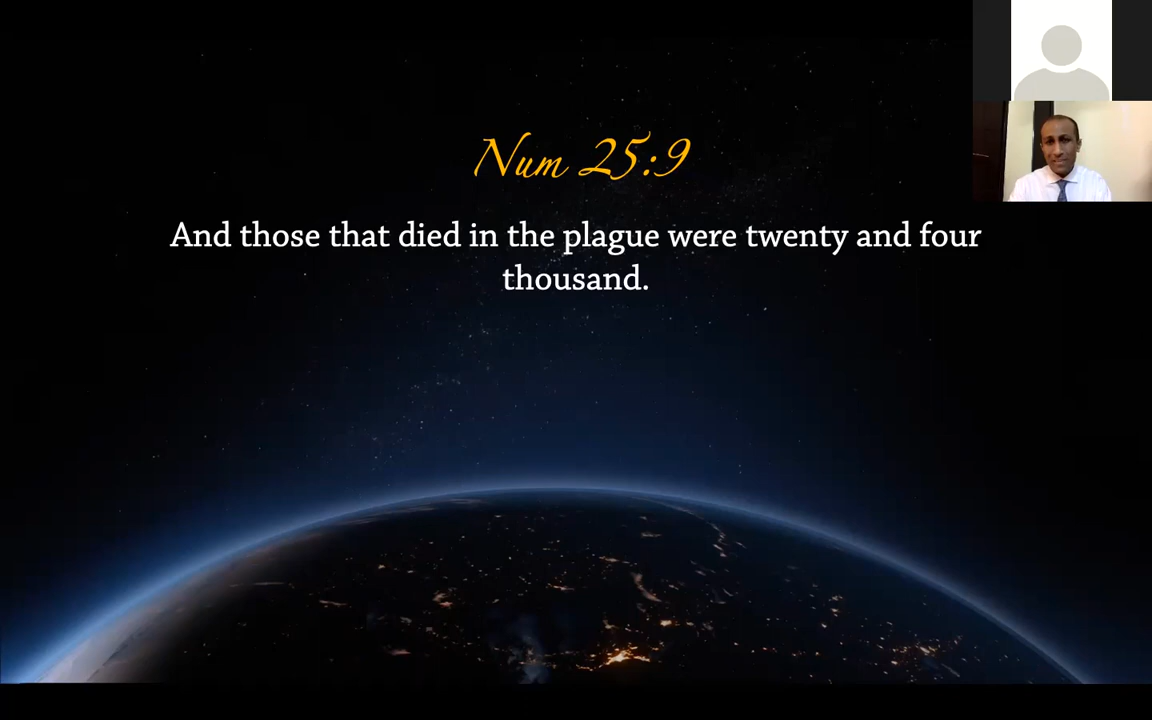 Num 25:9
And those that died in the plague were twenty and four
thousand.